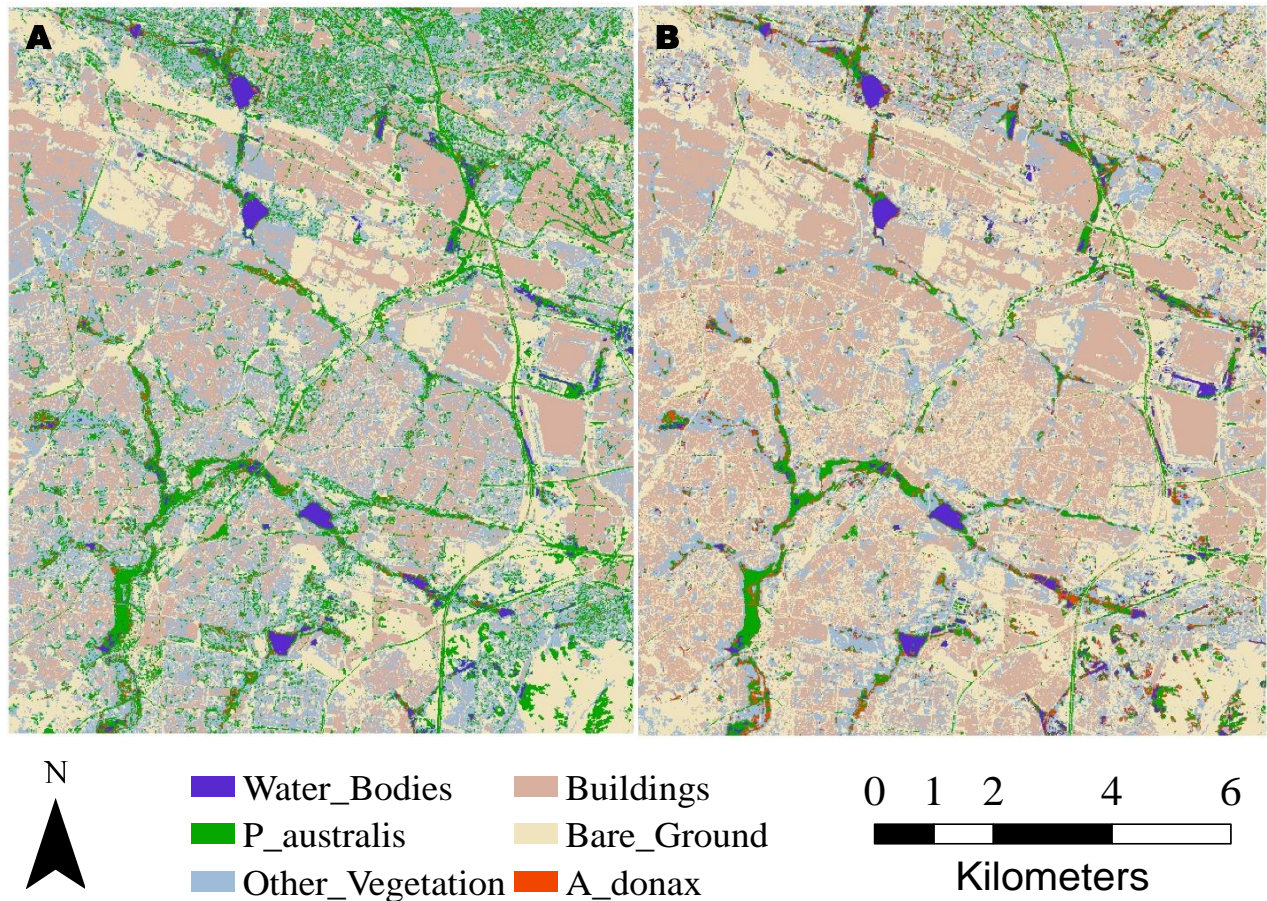 A B
N
Water_Bodies Buildings
P_australis Bare_Ground
Other_Vegetation A_donax
0 1 2 4 6
Kilometers